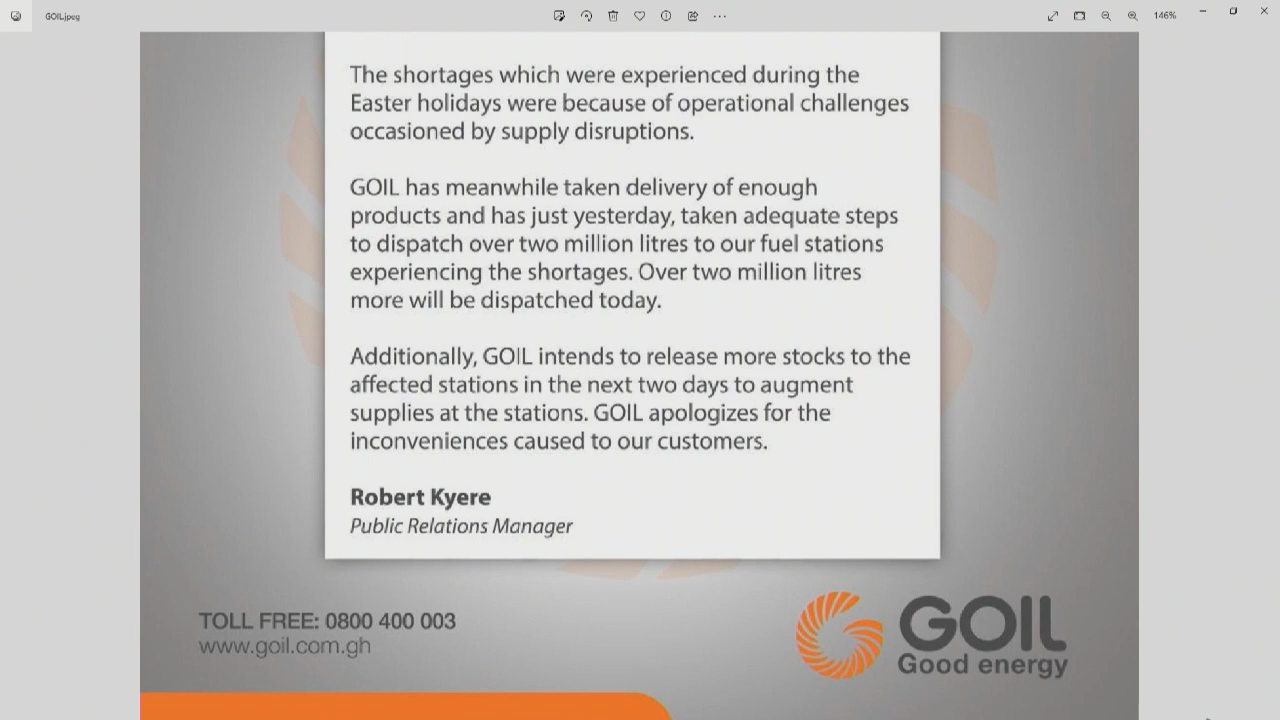 GOIL.jpeg
146%
The shortages which were experienced during the
Easter holidays were because of operational challenges
occasioned by supply disruptions.
GOIL has meanwhile taken delivery of enough
products and has just yesterday, taken adequate steps
to dispatch over two million litres to our fuel stations
experiencing the shortages. Over two million litres
more will be dispatched today.
Additionally, GOIL intends to release more stocks to the
affected stations in the next two days to augment
supplies at the stations. GOIL apologizes for the
inconveniences caused to our customers.
Robert Kyere
Public Relations Manager
TOLL FREE: 0800 400 003
www.goil.com.gh
GOIL
Good energy